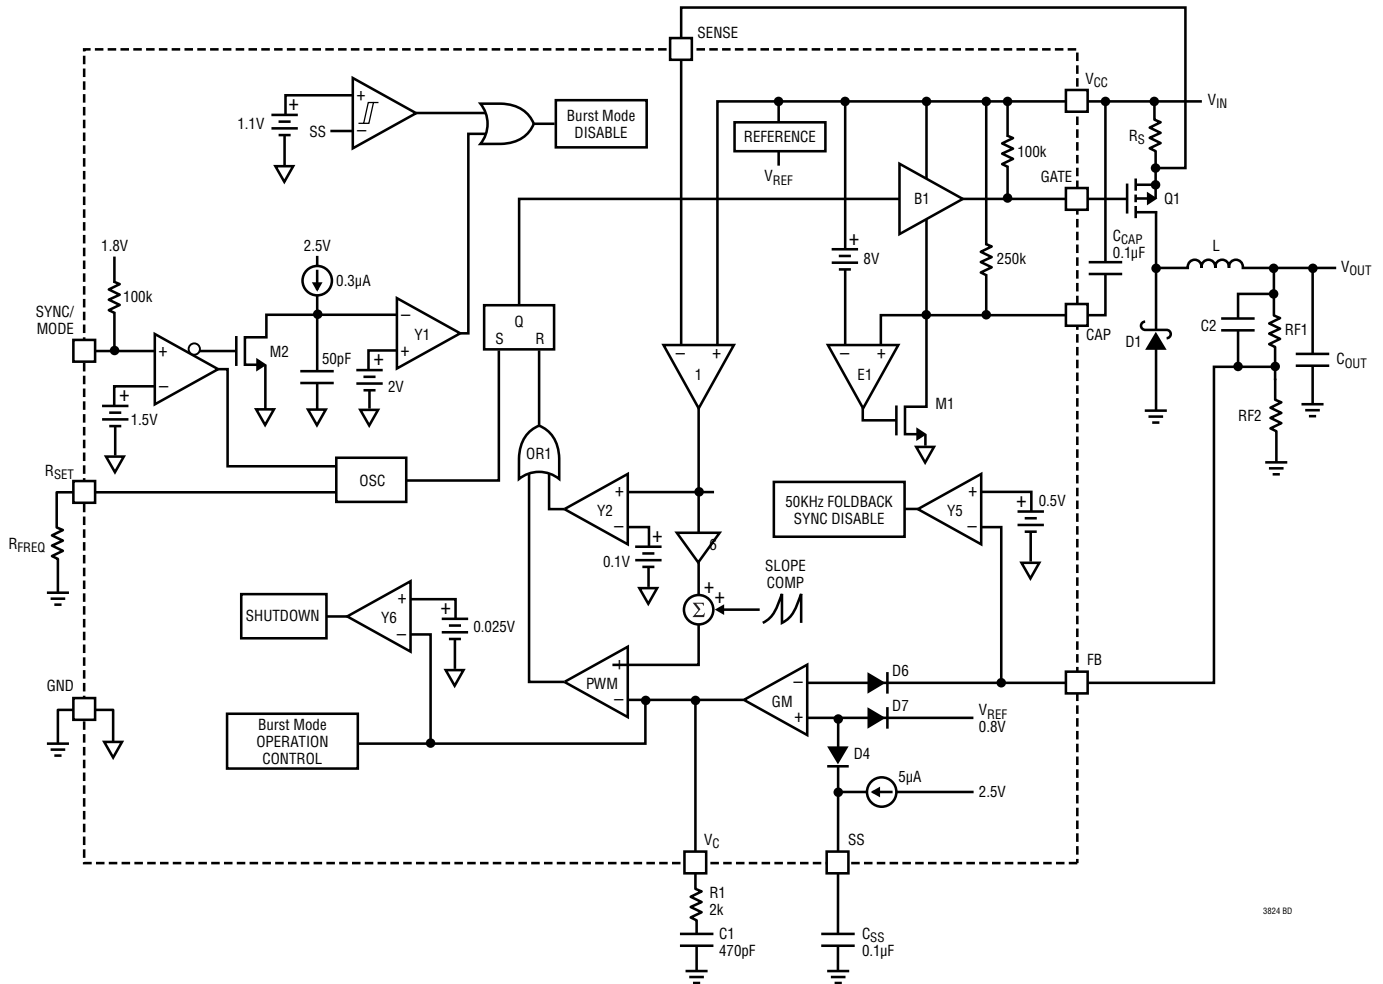 SENSE
VCC
VIN
1.1V
+
+
SS
−
Burst Mode
DISABLE
REFERENCE
VREF
100k
RS
GATE
B1
Q1
1.8V
2.5V
100k
0.3µA
+
8V
250k
CCAP
0.1µF
L
VOUT
SYNC/
MODE
M2
50pF
−
Y1
+
+
2V
Q
S R
CAP
C2
RF1
D1
COUT
+
−
+
1.5V
− +
1
− +
E1
M1
RF2
RSET
OSC
OR1
RFREQ
+
Y2
−
+
0.1V
6
50KHz FOLDBACK
SYNC DISABLE
+
Y5
−
+
0.5V
SLOPE
COMP
+
+
Σ
SHUTDOWN
+
Y6
−
+
0.025V
+
PWM
−
−
GM
+
D6
FB
D7
VREF
0.8V
GND
Burst Mode
OPERATION
CONTROL
D4
5µA
2.5V
VC
SS
R1
2k
C1
470pF
CSS
0.1µF
3824 BD